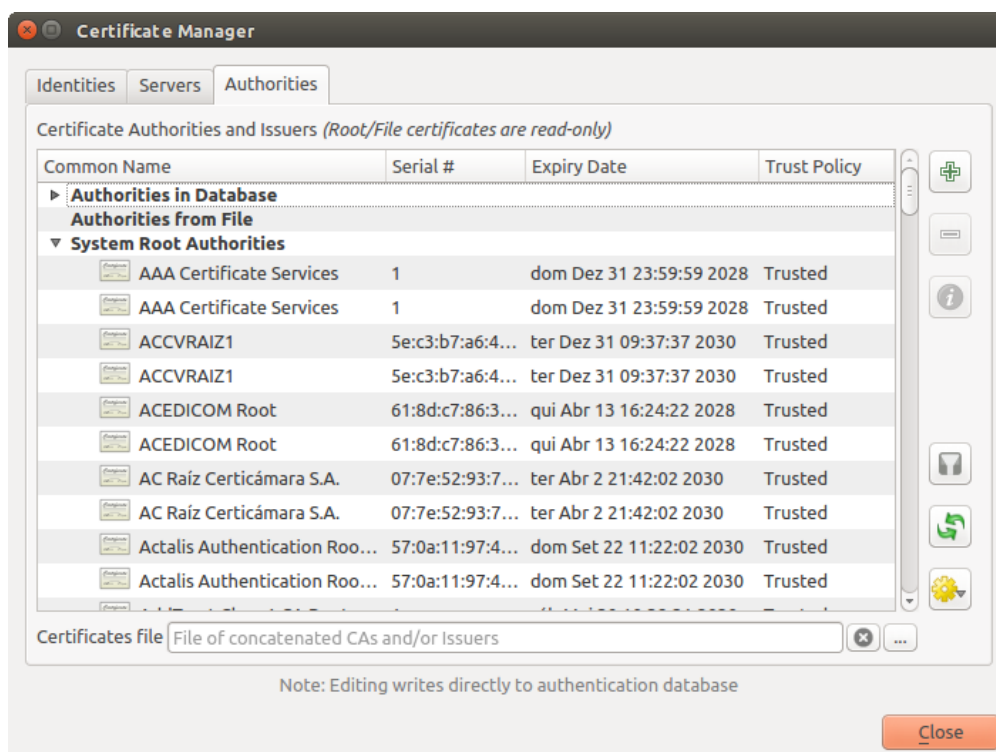 Certificate Manager
Identities Servers Authorities
Certificate Authorities and Issuers (Root/File certificates are read-only)
Common Name Serial # Expiry Date Trust Policy
Authorities in Database
Authorities from File
System Root Authorities
AAA Certificate Services 1 dom Dez 31 23:59:59 2028 Trusted
AAA Certificate Services 1 dom Dez 31 23:59:59 2028 Trusted
ACCVRAIZ1 5e:c3:b7:a6:4... ter Dez 31 09:37:37 2030 Trusted
ACCVRAIZ1 5e:c3:b7:a6:4... ter Dez 31 09:37:37 2030 Trusted
ACEDICOM Root 61:8d:c7:86:3... qui Abr 13 16:24:22 2028 Trusted
ACEDICOM Root 61:8d:c7:86:3... qui Abr 13 16:24:22 2028 Trusted
AC Raíz Certicámara S.A. 07:7e:52:93:7... ter Abr 2 21:42:02 2030 Trusted
AC Raíz Certicámara S.A. 07:7e:52:93:7... ter Abr 2 21:42:02 2030 Trusted
Actalis Authentication Roo... 57:0a:11:97:4... dom Set 22 11:22:02 2030 Trusted
Actalis Authentication Roo... 57:0a:11:97:4... dom Set 22 11:22:02 2030 Trusted
Certificates file File of concatenated CAs and/or Issuers ...
Note: Editing writes directly to authentication database
Close